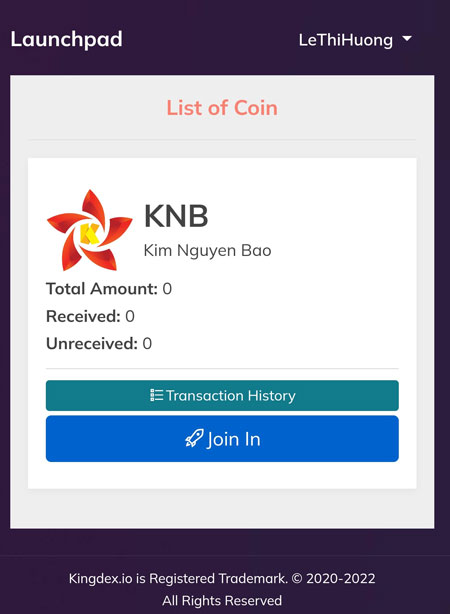 Launchpad
LeThiHuong
List of Coin
K
KNB
Kim Nguyen Bao
Total Amount: 0
Received: 0
Unreceived: 0
Transaction History
Join In
Kingdex.io is Registered Trademark. © 2020-2022
All Rights Reserved